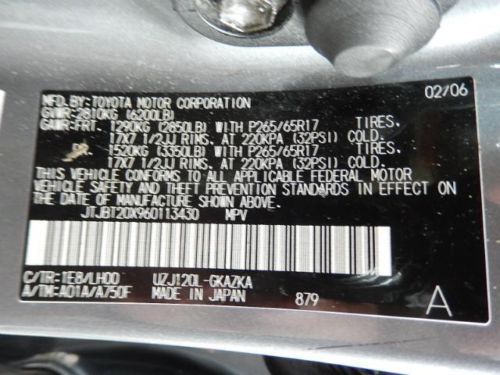 MFD.BY: TOYOTA MOTOR CORPORATION 02/06
GVWR: 2810KG (6200LB)
GAWR:FRT. 1290KG (2850LB) WITH P265/65R17 TIRES.
17X7 1/2JJ RIMS. AT 220KPA (32PSI) COLD.
1520KG (3350LB) WITH P265/65R17 TIRES.
17X7 1/2JJ RIMS. AT 220KPA (32PSI) COLD.
THIS VEHICLE CONFORMS TO ALL APPLICABLE FEDERAL MOTOR
VEHICLE SAFETY AND THEFT PREVENTION STANDARDS IN EFFECT ON
THE DATE OF MANUFACTURE SHOWN ABOVE.
JTJBT20X960113430 MPV
C/TR: 1E8/LH00 UZJ120L-GKAZKA
A/TM: A01A/A750F MADE IN JAPAN 879 A